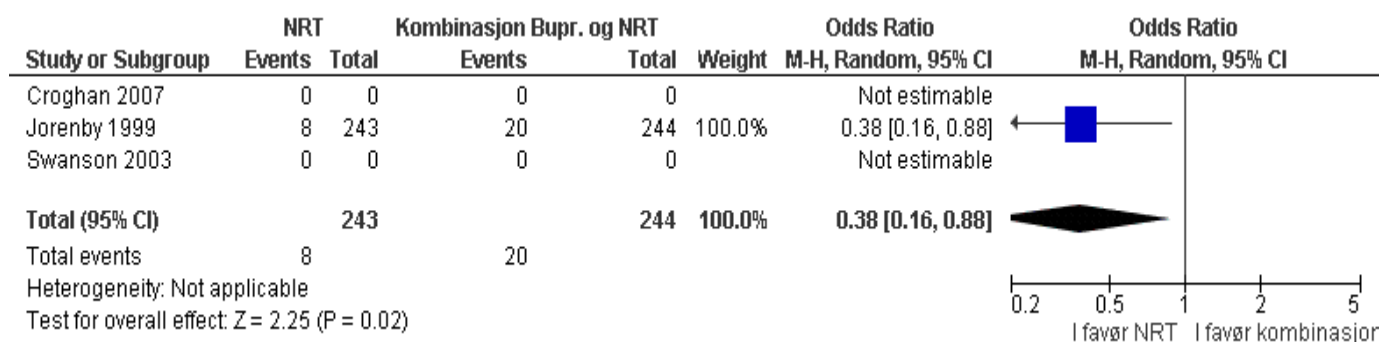 NRT Kombinasjon Bupr. og NRT Odds Ratio Odds Ratio
Study or Subgroup Events Total Events Total Weight M-H, Random, 95% CI M-H, Random, 95% CI
Croghan 2007 0 0 0 0 Not estimable
Jorenby 1999 8 243 20 244 100.0% 0.38 [0.16, 0.88]
Swanson 2003 0 0 0 0 Not estimable
Total (95% CI) 243 244 100.0% 0.38 [0.16, 0.88]
Total events 8 20
Heterogeneity: Not applicable
Test for overall effect: Z = 2.25 (P = 0.02)
0.2 0.5 1 2 5
I favør NRT I favør kombinasjon